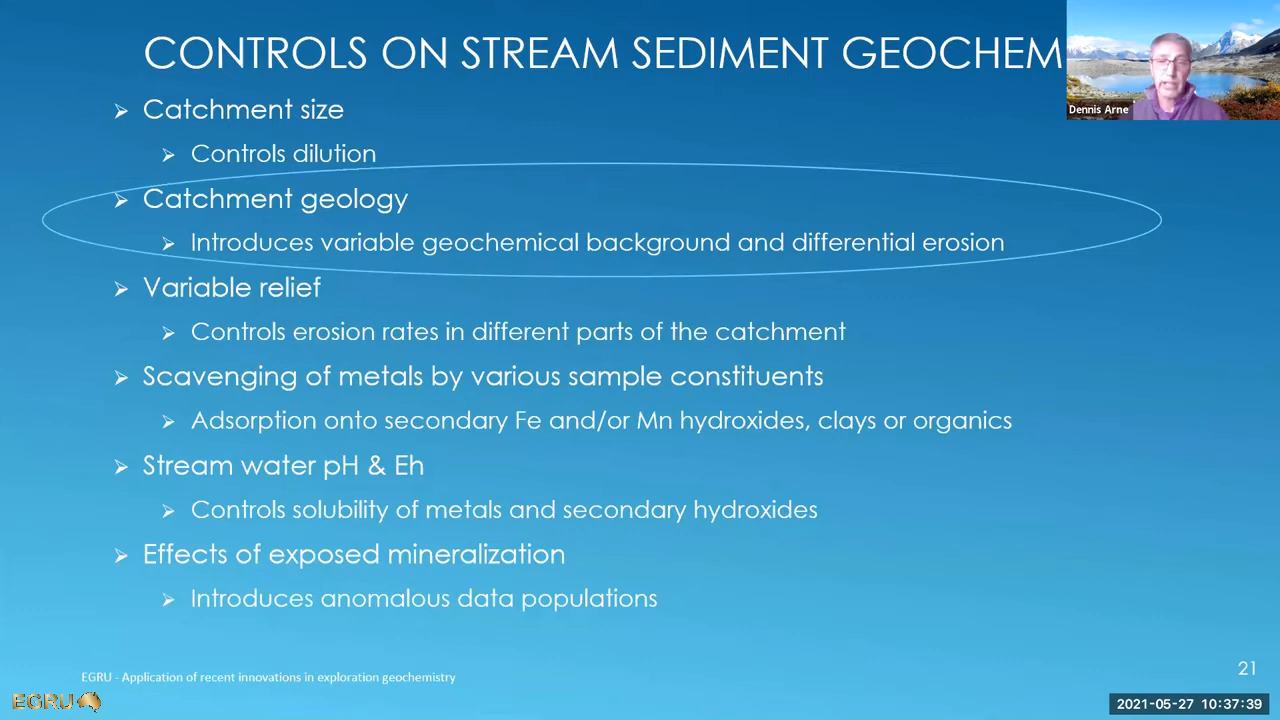 CONTROLS ON STREAM SEDIMENT GEOCHEM
Dennis Arne
Catchment size
Controls dilution
Catchment geology
Introduces variable geochemical background and differential erosion
Variable relief
Controls erosion rates in different parts of the catchment
Scavenging of metals by various sample constituents
Adsorption onto secondary Fe and/or Mn hydroxides, clays or organics
Stream water pH & Eh
Controls solubility of metals and secondary hydroxides
Effects of exposed mineralization
Introduces anomalous data populations
EGRU - Application of recent innovations in exploration geochemistry
21
EGRU
2021-05-27 10:37:39